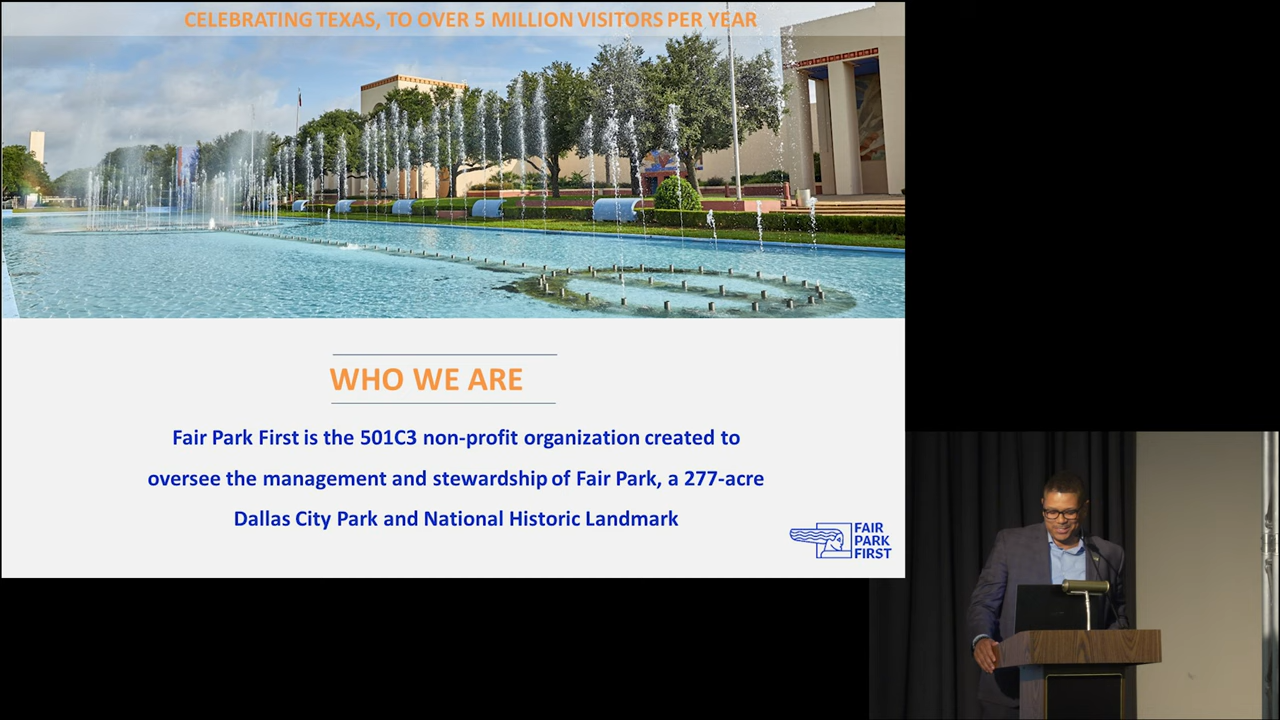 CELEBRATING TEXAS, TO OVER 5 MILLION VISITORS PER YEAR
WHO WE ARE
Fair Park First is the 501C3 non-profit organization created to
oversee the management and stewardship of Fair Park, a 277-acre
Dallas City Park and National Historic Landmark
FAIR
PARK
FIRST